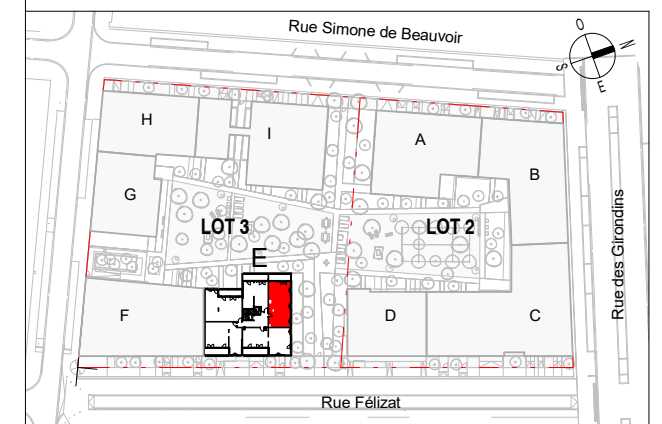 Rue Simone de Beauvoir
O
N
S
E
H
I
A
B
G
LOT 3
LOT 2
Rue des Girondins
E
F
D
C
Rue Félizat